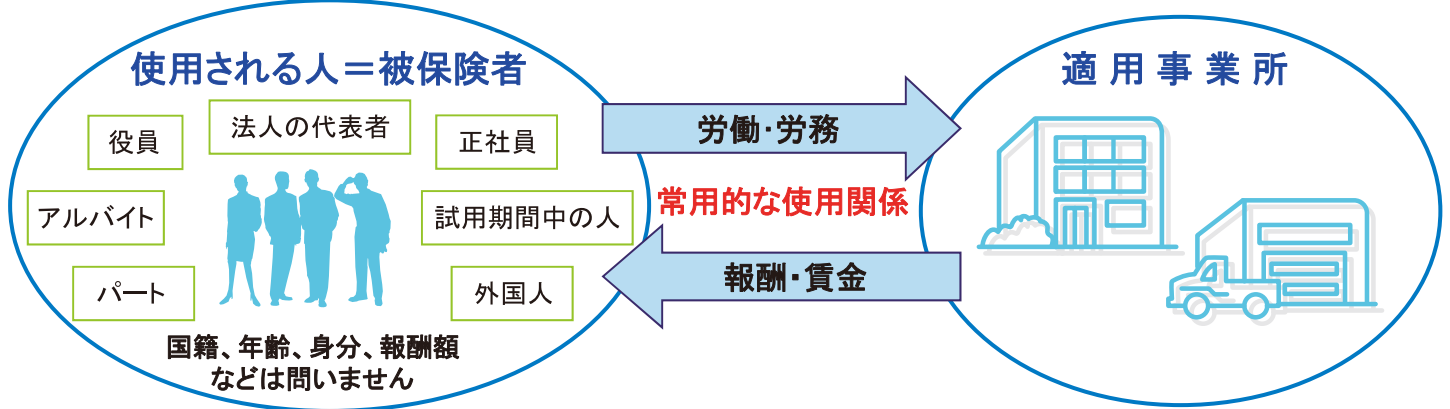 使用される人＝被保険者
法人の代表者
役員
正社員
アルバイト
試用期間中の人
パート
外国人
国籍、年齢、身分、報酬額
などは問いません
労働・労務
常用的な使用関係
報酬・賃金
適用事業所